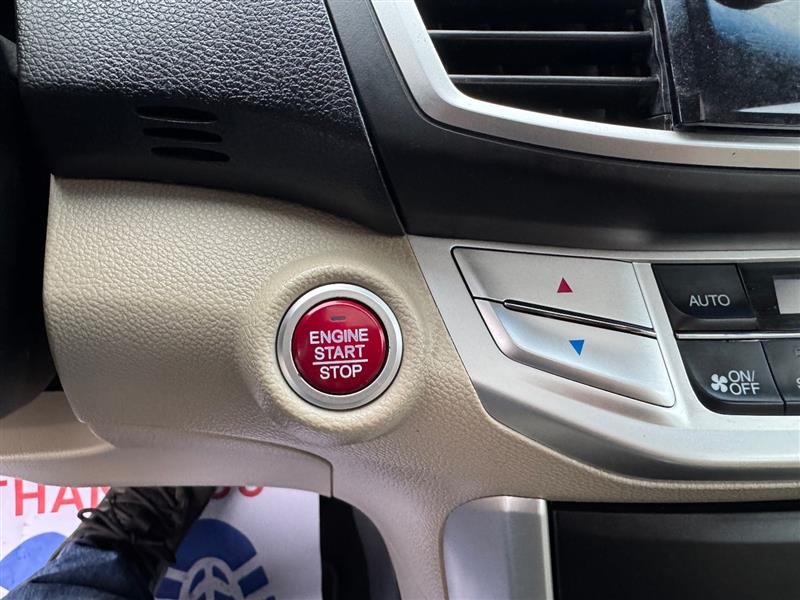 ENGINE
START
STOP
AUTO
ON/
OFF